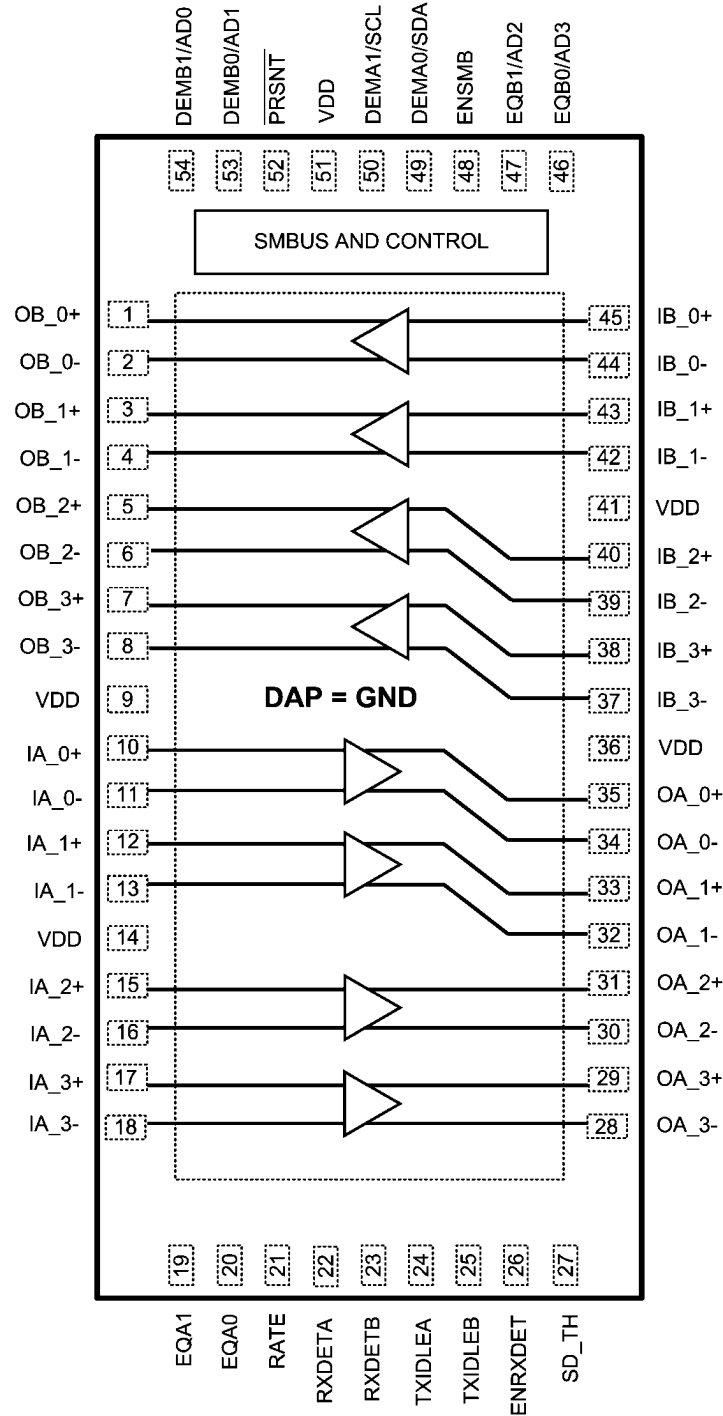 DEMB1/AD0
DEMB0/AD1
PRSNT
VDD
DEMA1/SCL
DEMA0/SDA
ENSMB
EQB1/AD2
EQB0/AD3
54 53 52 51 50 49 48 47 46
SMBUS AND CONTROL
OB_0+ 1 45 IB_0+
OB_0- 2 44 IB_0-
OB_1+ 3 43 IB_1+
OB_1- 4 42 IB_1-
OB_2+ 5 41 VDD
OB_2- 6 40 IB_2+
OB_3+ 7 39 IB_2-
OB_3- 8 38 IB_3+
VDD 9 DAP = GND 37 IB_3-
IA_0+ 10 36 VDD
IA_0- 11 35 OA_0+
IA_1+ 12 34 OA_0-
IA_1- 13 33 OA_1+
VDD 14 32 OA_1-
IA_2+ 15 31 OA_2+
IA_2- 16 30 OA_2-
IA_3+ 17 29 OA_3+
IA_3- 18 28 OA_3-
19 20 21 22 23 24 25 26 27
EQA1
EQA0
RATE
RXDETA
RXDETB
TXIDLEA
TXIDLEB
ENRXDET
SD_TH